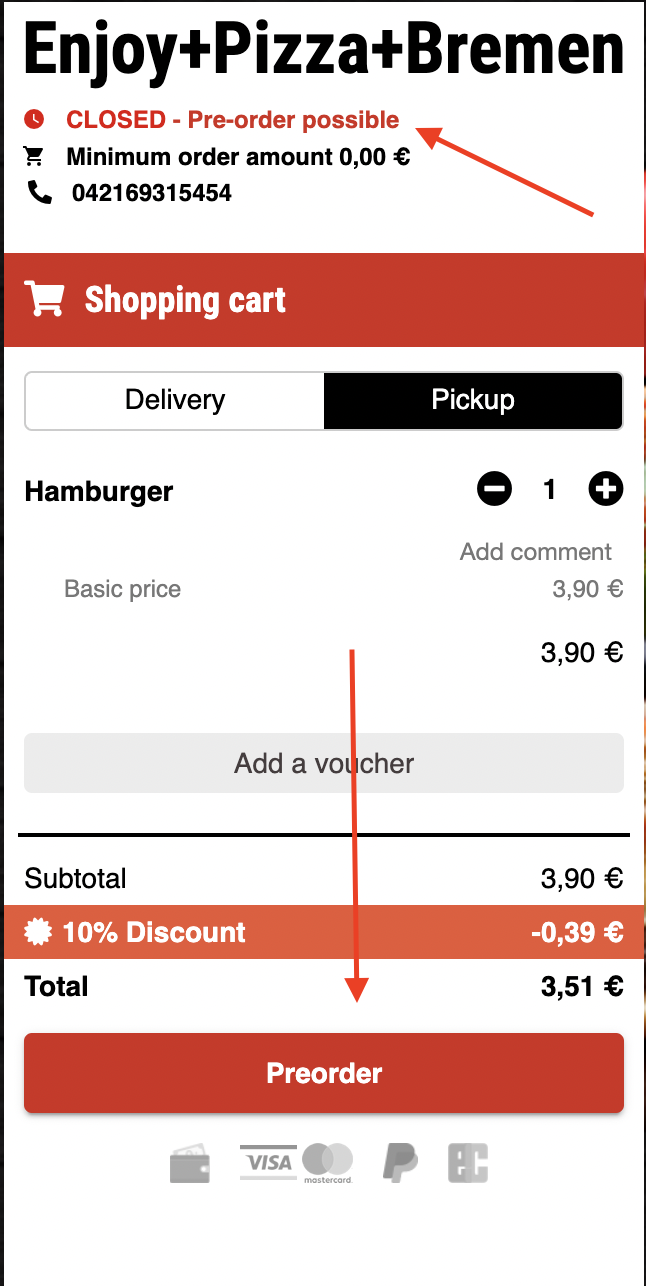 Enjoy+Pizza+Bremen
CLOSED - Pre-order possible
Minimum order amount 0,00 €
042169315454
Shopping cart
Delivery Pickup
Hamburger 1
Add comment
Basic price 3,90 €
3,90 €
Add a voucher
Subtotal 3,90 €
10% Discount -0,39 €
Total 3,51 €
Preorder
VISA mastercard EC